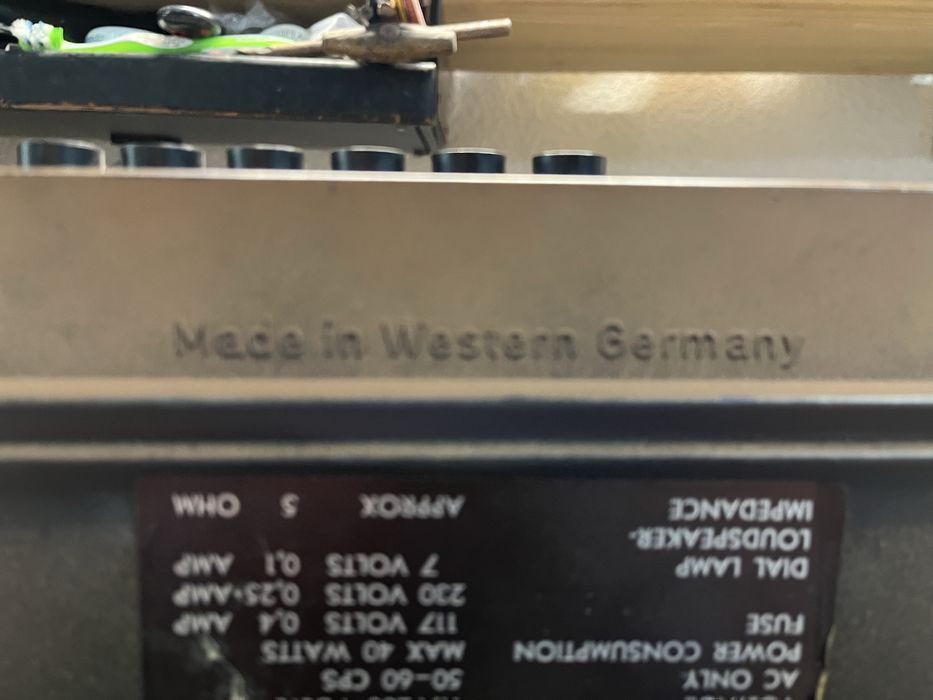 Made in Western Germany
AC ONLY. 50-60 CPS
POWER CONSUMPTION MAX 40 WATTS
FUSE 117 VOLTS 0,4 AMP
230 VOLTS 0,25·AMP
DIAL LAMP 7 VOLTS 0,1 AMP
LOUDSPEAKER-
IMPEDANCE APPROX 5 OHM